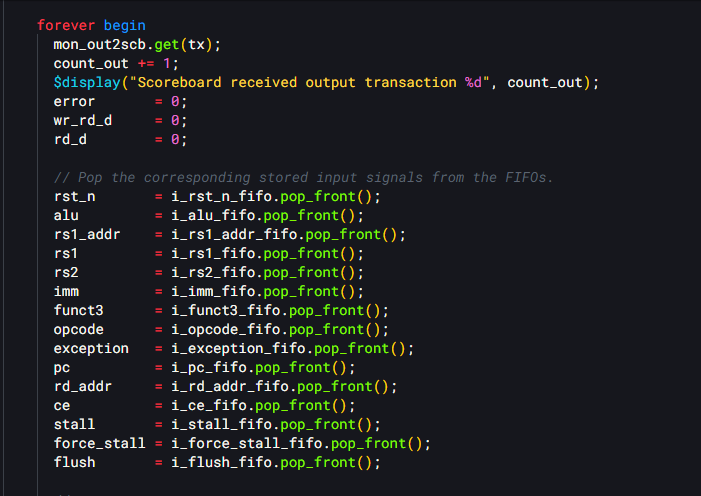 forever begin
mon_out2scb.get(tx);
count_out += 1;
$display("Scoreboard received output transaction %d", count_out);
error       = 0;
wr_rd_d     = 0;
rd_d        = 0;
// Pop the corresponding stored input signals from the FIFOs.
rst_n       = i_rst_n_fifo.pop_front();
alu         = i_alu_fifo.pop_front();
rs1_addr    = i_rs1_addr_fifo.pop_front();
rs1         = i_rs1_fifo.pop_front();
rs2         = i_rs2_fifo.pop_front();
imm         = i_imm_fifo.pop_front();
funct3      = i_funct3_fifo.pop_front();
opcode      = i_opcode_fifo.pop_front();
exception   = i_exception_fifo.pop_front();
pc          = i_pc_fifo.pop_front();
rd_addr     = i_rd_addr_fifo.pop_front();
ce          = i_ce_fifo.pop_front();
stall       = i_stall_fifo.pop_front();
force_stall = i_force_stall_fifo.pop_front();
flush       = i_flush_fifo.pop_front();